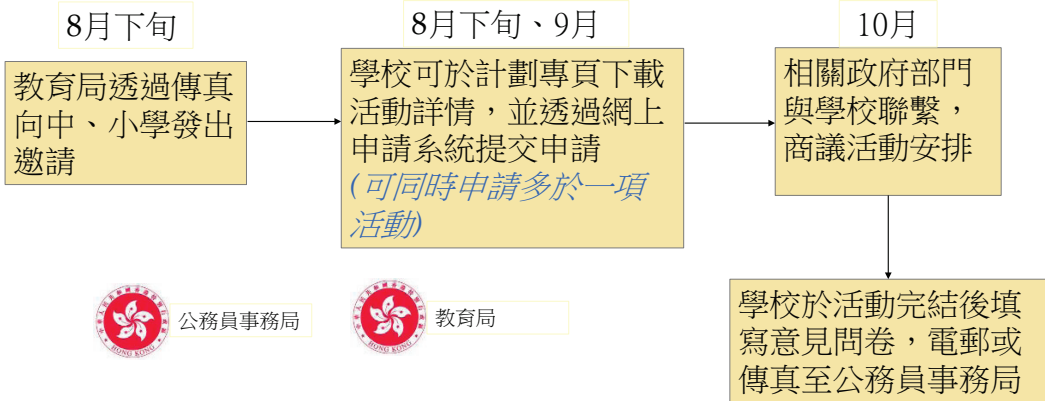 8月下旬
教育局透過傳真
向中、小學發出
邀請
8月下旬、9月
學校可於計劃專頁下載
活動詳情，並透過網上
申請系統提交申請
(可同時申請多於一項
活動)
10月
相關政府部門
與學校聯繫，
商議活動安排
學校於活動完結後填
寫意見問卷，電郵或
傳真至公務員事務局
公務員事務局
教育局
HONG KONG
HONG KONG